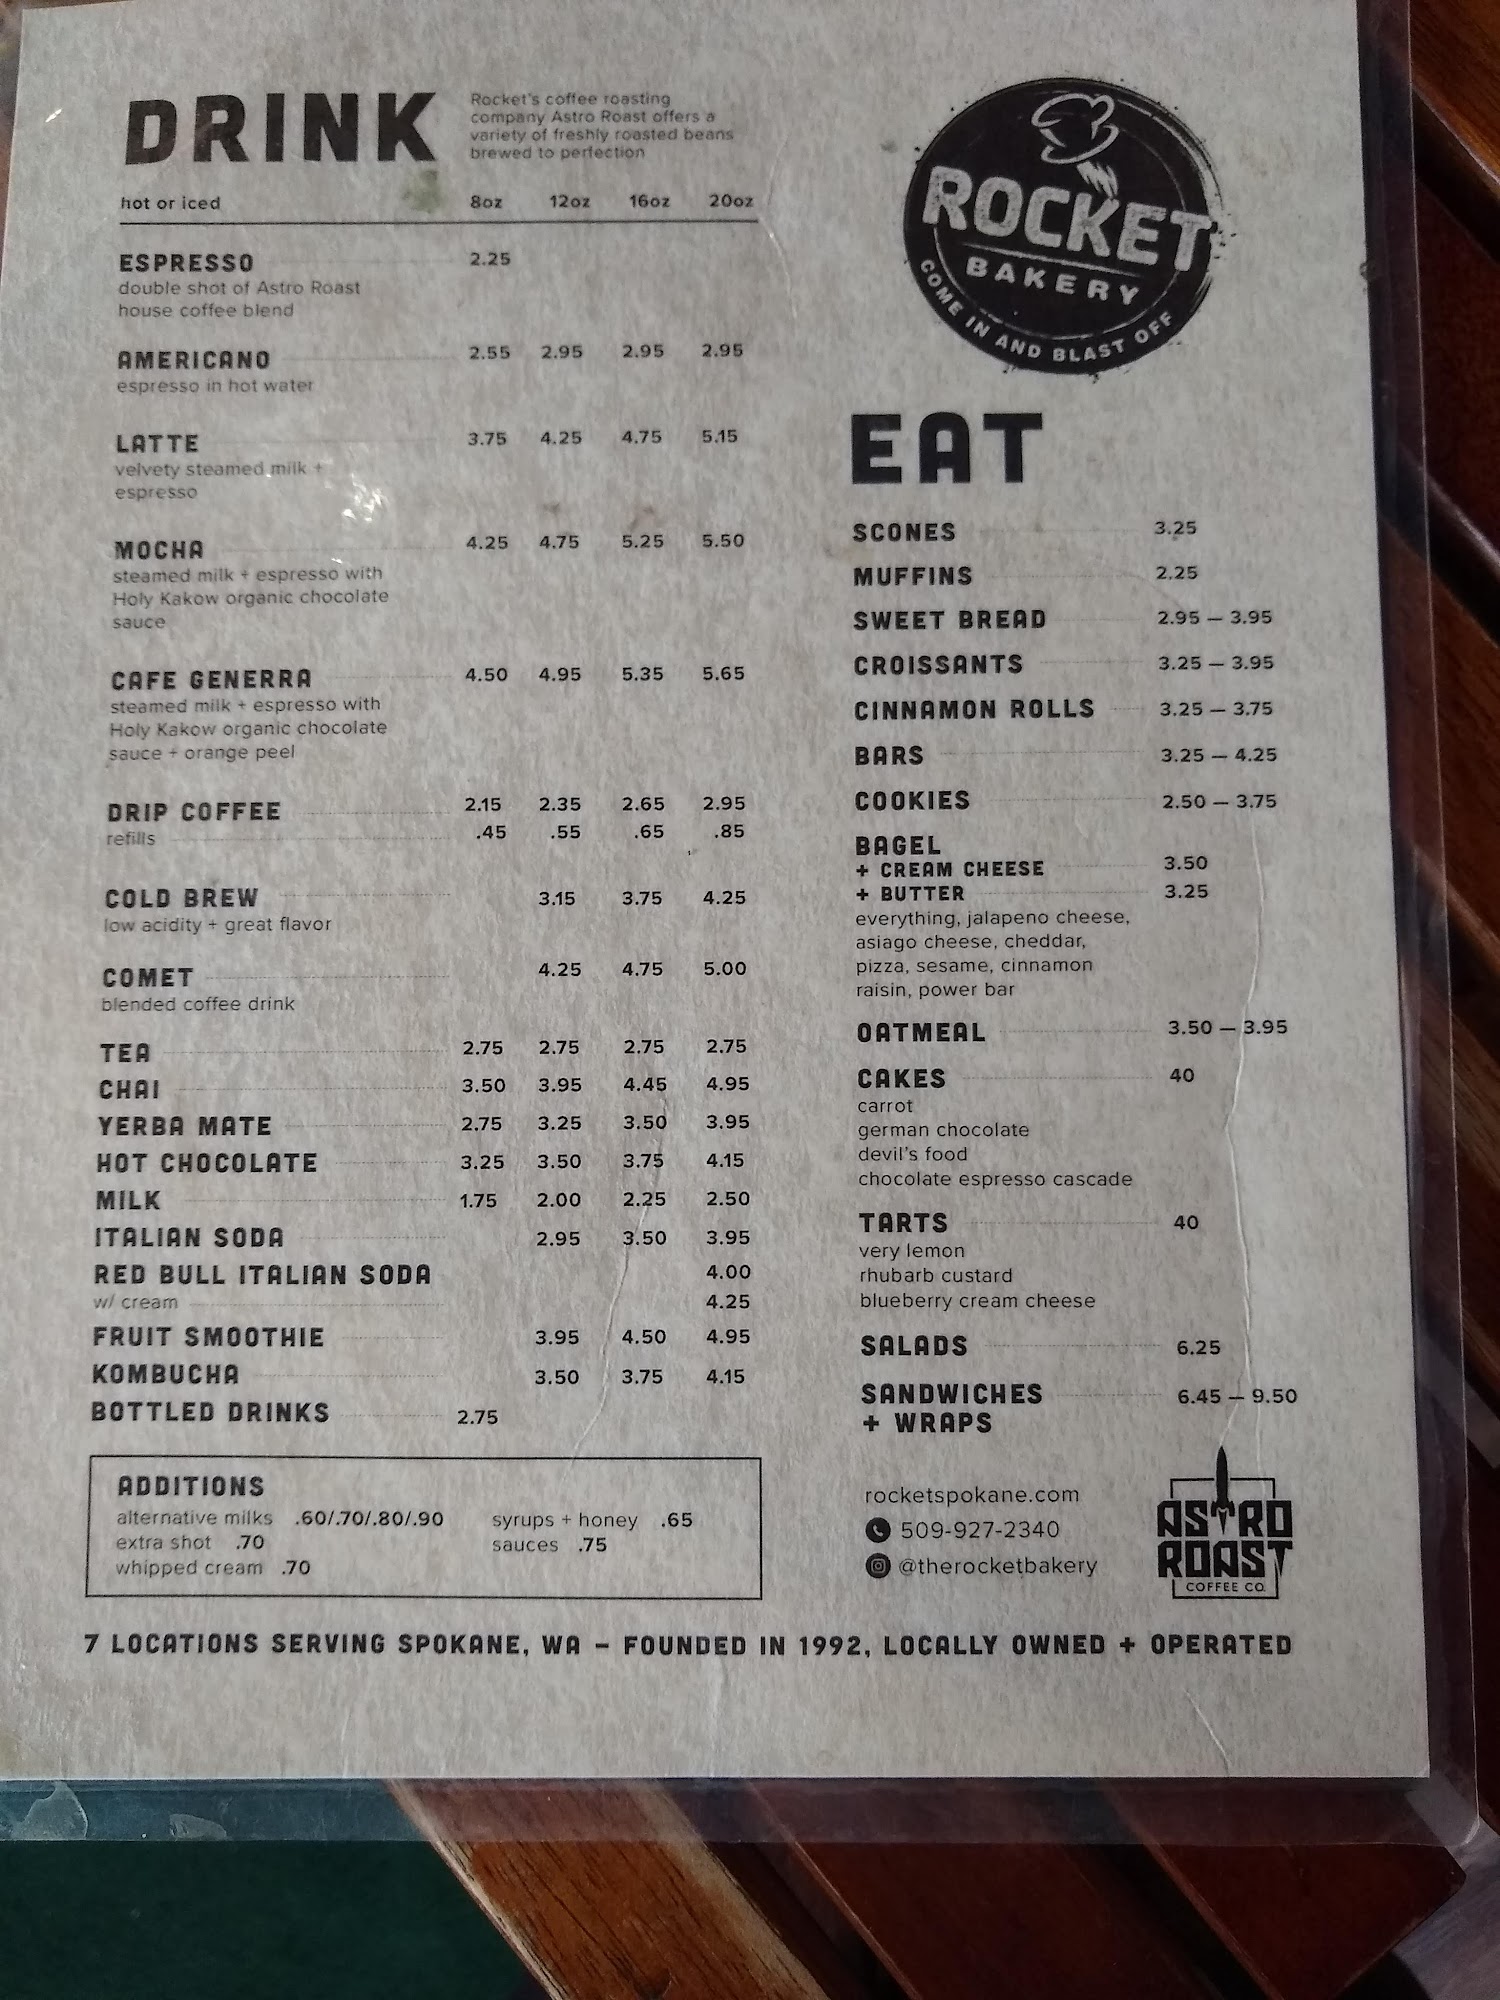 DRINK
Rocket's coffee roasting
company Astro Roast offers a
variety of freshly roasted beans
brewed to perfection
hot or iced 8oz 12oz 16oz 20oz
ESPRESSO 2.25
double shot of Astro Roast
house coffee blend
AMERICANO 2.55 2.95 2.95 2.95
espresso in hot water
LATTE 3.75 4.25 4.75 5.15
velvety steamed milk +
espresso
MOCHA 4.25 4.75 5.25 5.50
steamed milk + espresso with
Holy Kakow organic chocolate
sauce
CAFE GENERRA 4.50 4.95 5.35 5.65
steamed milk + espresso with
Holy Kakow organic chocolate
sauce + orange peel
DRIP COFFEE 2.15 2.35 2.65 2.95
refills .45 .55 .65 .85
COLD BREW 3.15 3.75 4.25
low acidity + great flavor
COMET 4.25 4.75 5.00
blended coffee drink
TEA 2.75 2.75 2.75 2.75
CHAI 3.50 3.95 4.45 4.95
YERBA MATE 2.75 3.25 3.50 3.95
HOT CHOCOLATE 3.25 3.50 3.75 4.15
MILK 1.75 2.00 2.25 2.50
ITALIAN SODA 2.95 3.50 3.95
RED BULL ITALIAN SODA 4.00
w/ cream 4.25
FRUIT SMOOTHIE 3.95 4.50 4.95
KOMBUCHA 3.50 3.75 4.15
BOTTLED DRINKS 2.75
ADDITIONS
alternative milks .60/.70/.80/.90
extra shot .70
whipped cream .70
syrups + honey .65
sauces .75
ROCKET
BAKERY
COME IN AND BLAST OFF
EAT
SCONES 3.25
MUFFINS 2.25
SWEET BREAD 2.95 – 3.95
CROISSANTS 3.25 – 3.95
CINNAMON ROLLS 3.25 – 3.75
BARS 3.25 – 4.25
COOKIES 2.50 – 3.75
BAGEL
+ CREAM CHEESE 3.50
+ BUTTER 3.25
everything, jalapeno cheese,
asiago cheese, cheddar,
pizza, sesame, cinnamon
raisin, power bar
OATMEAL 3.50 – 3.95
CAKES 40
carrot
german chocolate
devil's food
chocolate espresso cascade
TARTS 40
very lemon
rhubarb custard
blueberry cream cheese
SALADS 6.25
SANDWICHES 6.45 – 9.50
+ WRAPS
rocketspokane.com
509-927-2340
@therocketbakery
ASTRO
ROAST
COFFEE CO.
7 LOCATIONS SERVING SPOKANE, WA – FOUNDED IN 1992, LOCALLY OWNED + OPERATED